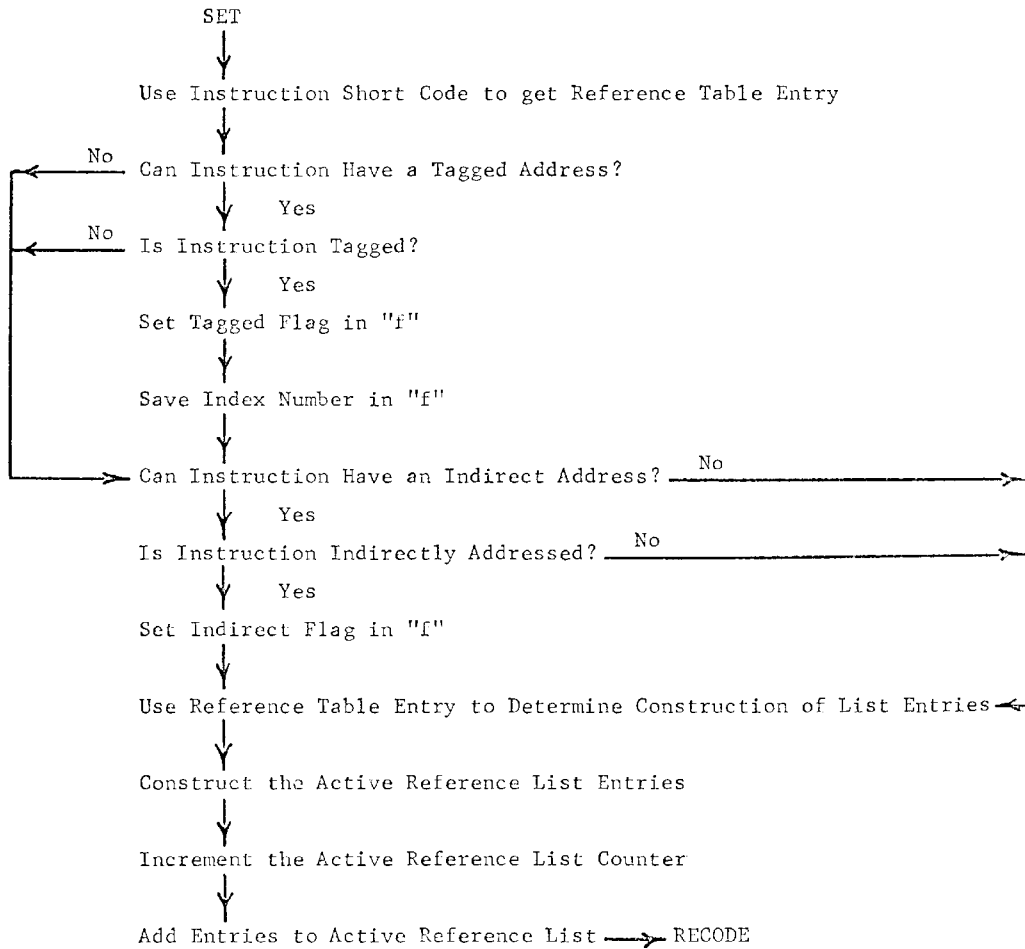 SET
Use Instruction Short Code to get Reference Table Entry
No
Can Instruction Have a Tagged Address?
Yes
No
Is Instruction Tagged?
Yes
Set Tagged Flag in "f"
Save Index Number in "f"
Can Instruction Have an Indirect Address?
No
Yes
Is Instruction Indirectly Addressed?
No
Yes
Set Indirect Flag in "f"
Use Reference Table Entry to Determine Construction of List Entries
Construct the Active Reference List Entries
Increment the Active Reference List Counter
Add Entries to Active Reference List RECODE